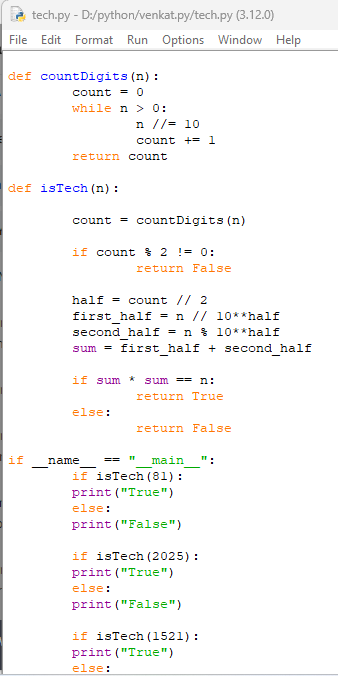 tech.py - D:/python/venkat.py/tech.py (3.12.0)
File Edit Format Run Options Window Help
def countDigits(n):
        count = 0
        while n > 0:
                n //= 10
                count += 1
        return count
def isTech(n):
        count = countDigits(n)
        if count % 2 != 0:
                return False
        half = count // 2
        first_half = n // 10**half
        second_half = n % 10**half
        sum = first_half + second_half
        if sum * sum == n:
                return True
        else:
                return False
if __name__ == "__main__":
        if isTech(81):
        print("True")
        else:
        print("False")
        if isTech(2025):
        print("True")
        else:
        print("False")
        if isTech(1521):
        print("True")
        else: